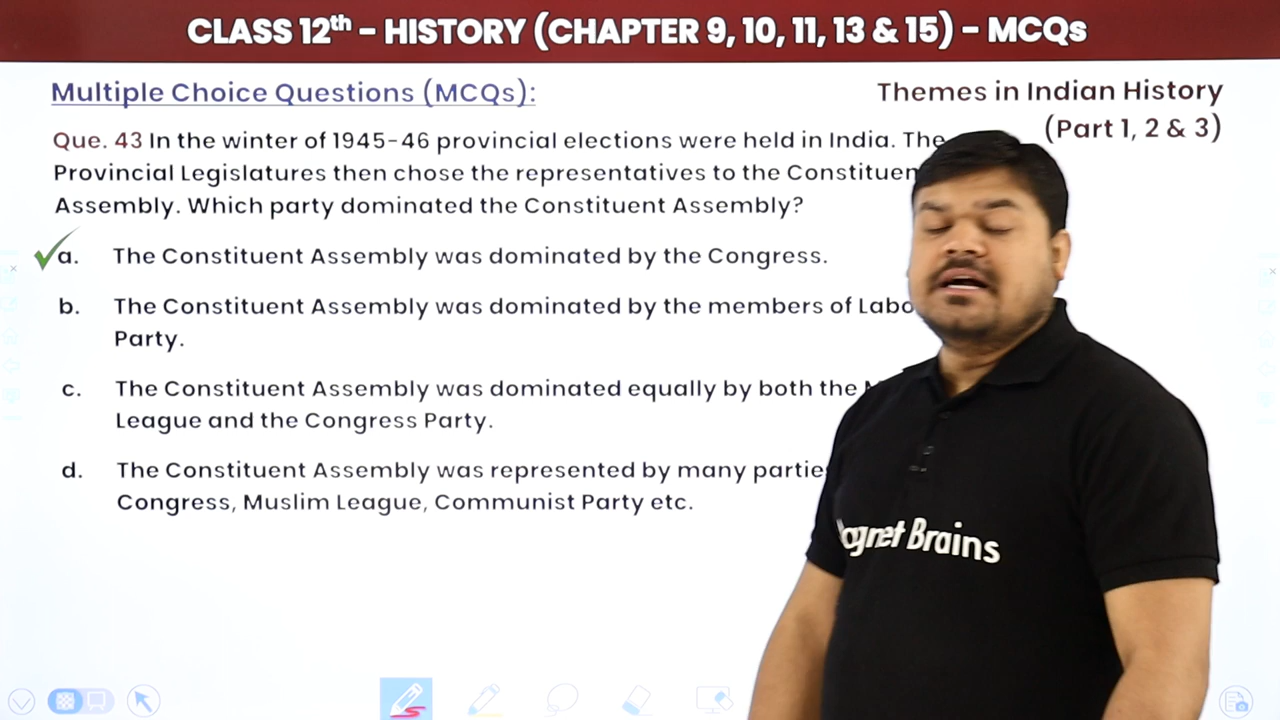 CLASS 12th – HISTORY (CHAPTER 9, 10, 11, 13 & 15) – MCQs
Multiple Choice Questions (MCQs):
Themes in Indian History
(Part 1, 2 & 3)
Que. 43 In the winter of 1945-46 provincial elections were held in India. The
Provincial Legislatures then chose the representatives to the
Assembly. Which party dominated the Constituent Assembly?
a. The Constituent Assembly was dominated by the Congress.
b. The Constituent Assembly was dominated by the members of
Party.
c. The Constituent Assembly was dominated equally by both the
League and the Congress Party.
d. The Constituent Assembly was represented by many
Congress, Muslim League, Communist Party etc.
Brains